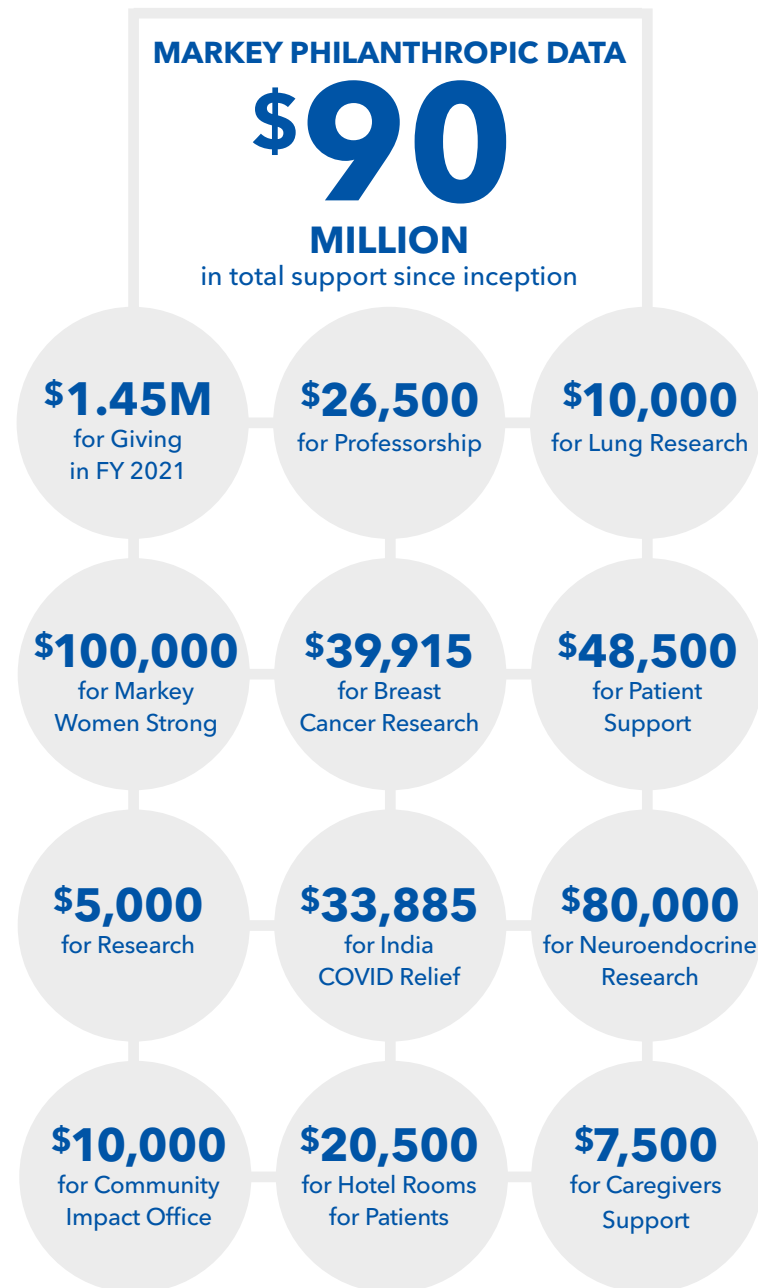 MARKEY PHILANTHROPIC DATA
$90
MILLION
in total support since inception
$1.45M
for Giving
in FY 2021
$26,500
for Professorship
$10,000
for Lung Research
$100,000
for Markey
Women Strong
$39,915
for Breast
Cancer Research
$48,500
for Patient
Support
$5,000
for Research
$33,885
for India
COVID Relief
$80,000
for Neuroendocrine
Research
$10,000
for Community
Impact Office
$20,500
for Hotel Rooms
for Patients
$7,500
for Caregivers
Support